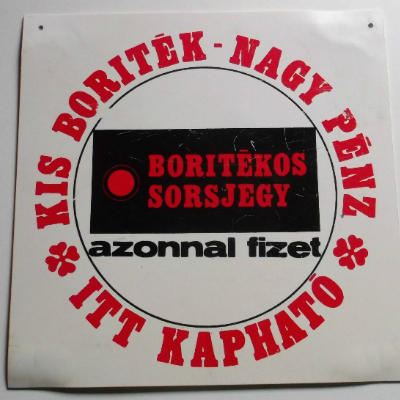 KIS BORITÉK - NAGY PÉNZ
BORITÉKOS
SORSJEGY
azonnal fizet
ITT KAPHATÓ